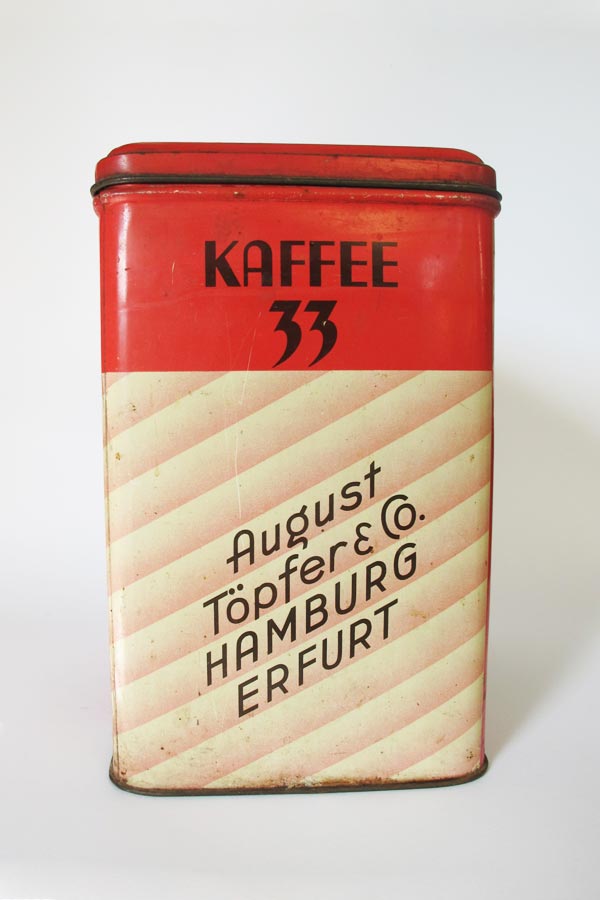 KAFFEE
33
August
Töpfer & Co.
HAMBURG
ERFURT